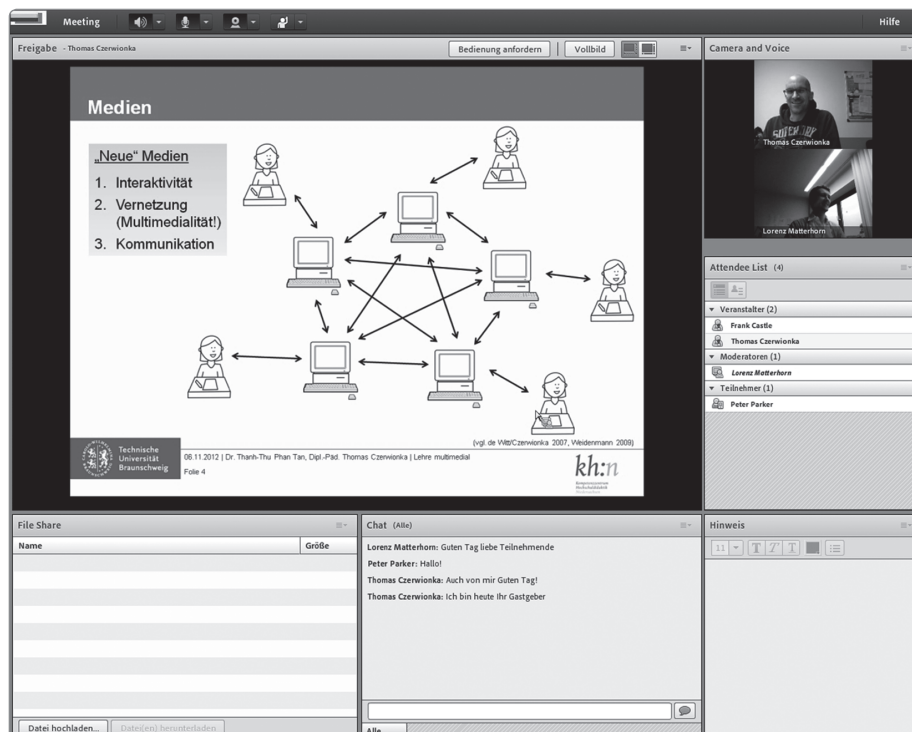 Meeting
Hilfe
Freigabe - Thomas Czerwionka
Bedienung anfordern
Vollbild
Medien
„Neue“ Medien
1. Interaktivität
2. Vernetzung
(Multimedialität!)
3. Kommunikation
(vgl. de Witt/Czerwionka 2007, Weidenmann 2009)
Technische
Universität
Braunschweig
06.11.2012 | Dr. Thanh-Thu Phan Tan, Dipl.-Päd. Thomas Czerwionka | Lehre multimedial
Folie 4
kh:n
Camera and Voice
Thomas Czerwionka
Lorenz Matterhorn
Attendee List (4)
Veranstalter (2)
Frank Castle
Thomas Czerwionka
Moderatoren (1)
Lorenz Matterhorn
Teilnehmer (1)
Peter Parker
File Share
Name
Größe
Datei hochladen...
Datei(en) herunterladen
Chat (Alle)
Lorenz Matterhorn: Guten Tag liebe Teilnehmende
Peter Parker: Hallo!
Thomas Czerwionka: Auch von mir Guten Tag!
Thomas Czerwionka: Ich bin heute Ihr Gastgeber
Alle
Hinweis
11
T T T